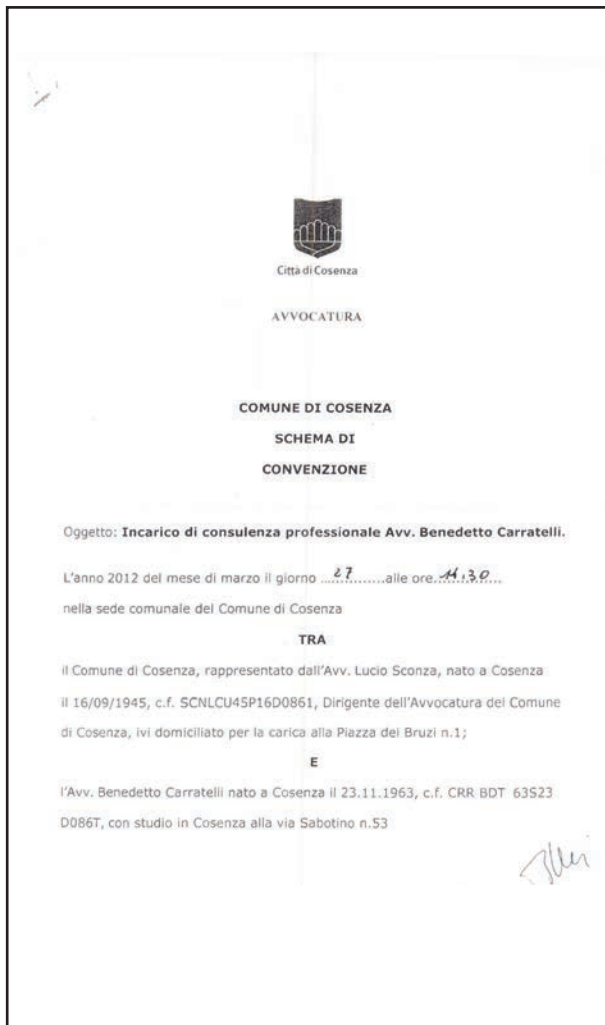 Città di Cosenza
AVVOCATURA
COMUNE DI COSENZA
SCHEMA DI
CONVENZIONE
Oggetto: Incarico di consulenza professionale Avv. Benedetto Carratelli.
L'anno 2012 del mese di marzo il giorno ...27.........alle ore..11,30...
nella sede comunale del Comune di Cosenza
TRA
il Comune di Cosenza, rappresentato dall'Avv. Lucio Sconza, nato a Cosenza
il 16/09/1945, c.f. SCNLCU45P16D0861, Dirigente dell'Avvocatura del Comune
di Cosenza, ivi domiciliato per la carica alla Piazza dei Bruzi n.1;
E
l'Avv. Benedetto Carratelli nato a Cosenza il 23.11.1963, c.f. CRR BDT 63S23
D086T, con studio in Cosenza alla via Sabotino n.53